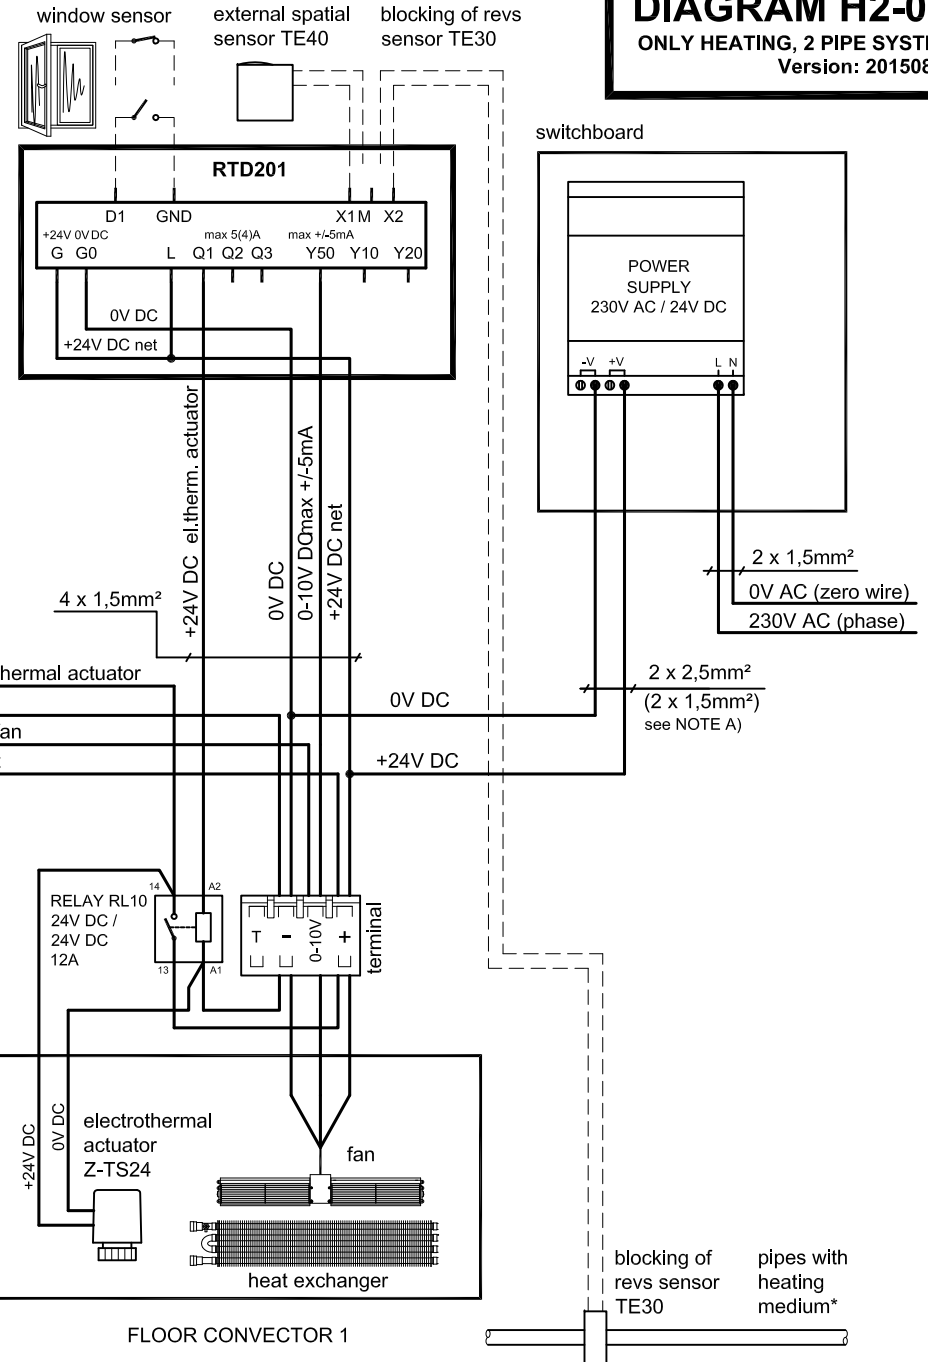 window sensor
external spatial
sensor TE40
blocking of revs
sensor TE30
DIAGRAM H2-0
ONLY HEATING, 2 PIPE
Version: 201508
switchboard
RTD201
D1 GND X1 M X2
+24V 0V DC max 5(4)A max +/-5mA
G G0 L Q1 Q2 Q3 Y50 Y10 Y20
0V DC
+24V DC net
POWER
SUPPLY
230V AC / 24V DC
-V +V L N
+24V DC el.therm. actuator
0V DC
0-10V DC max +/-5mA
+24V DC net
4 x 1,5mm²
2 x 1,5mm²
0V AC (zero wire)
230V AC (phase)
hermal actuator
an
2 x 2,5mm²
(2 x 1,5mm²)
see NOTE A)
0V DC
+24V DC
RELAY RL10
24V DC /
24V DC
12A
14 A2
13 A1
T - 0-10V +
terminal
+24V DC
0V DC
electrothermal
actuator
Z-TS24
fan
heat exchanger
FLOOR CONVECTOR 1
blocking of
revs sensor
TE30
pipes with
heating
medium*